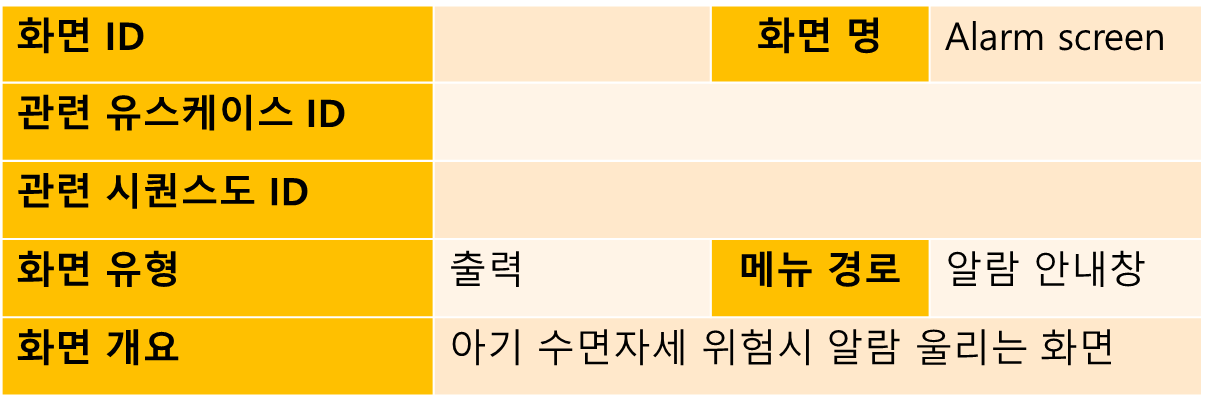 화면 ID 화면 명 Alarm screen
관련 유스케이스 ID
관련 시퀀스도 ID
화면 유형 출력 메뉴 경로 알람 안내창
화면 개요 아기 수면자세 위험시 알람 울리는 화면